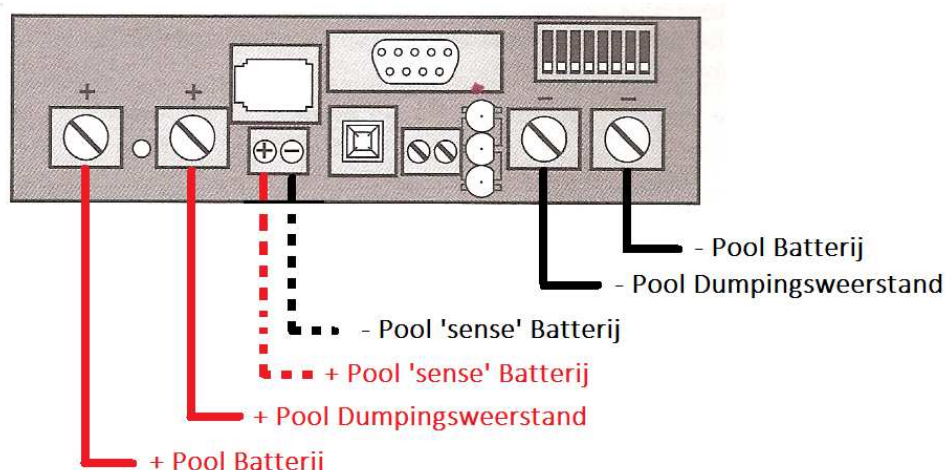 +
+
+ −
−
−
- Pool Batterij
- Pool Dumpingsweerstand
- Pool 'sense' Batterij
+ Pool 'sense' Batterij
+ Pool Dumpingsweerstand
+ Pool Batterij